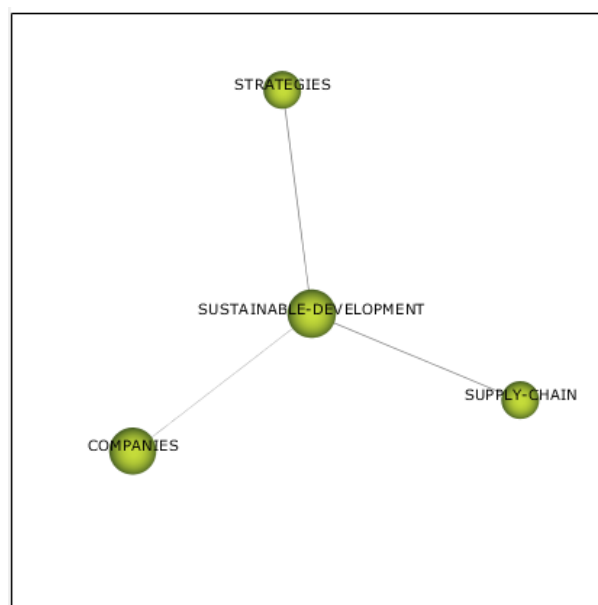 STRATEGIES
SUSTAINABLE-DEVELOPMENT
SUPPLY-CHAIN
COMPANIES